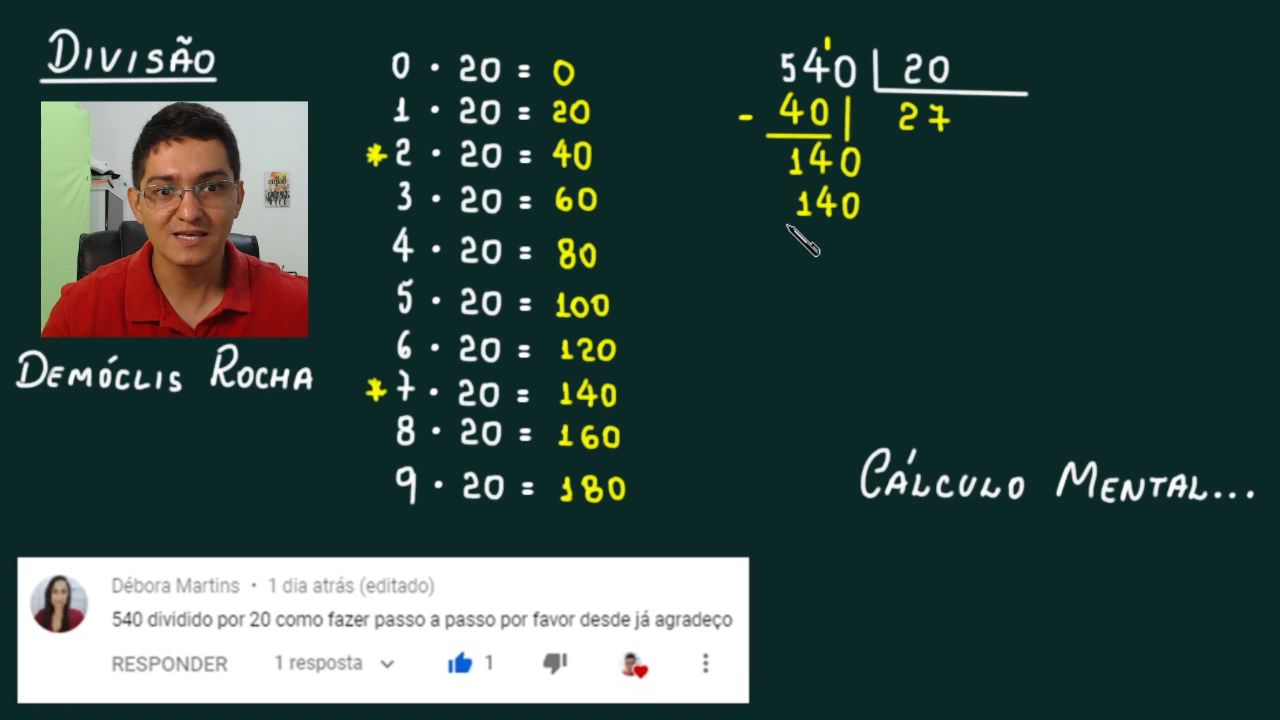 DIVISÃO
DEMÓCLIS ROCHA
0 · 20 = 0
1 · 20 = 20
* 2 · 20 = 40
3 · 20 = 60
4 · 20 = 80
5 · 20 = 100
6 · 20 = 120
* 7 · 20 = 140
8 · 20 = 160
9 · 20 = 180
540 | 20
- 40 | 27
140
140
CÁLCULO MENTAL...
Débora Martins · 1 dia atrás (editado)
540 dividido por 20 como fazer passo a passo por favor desde já agradeço
RESPONDER 1 resposta 1